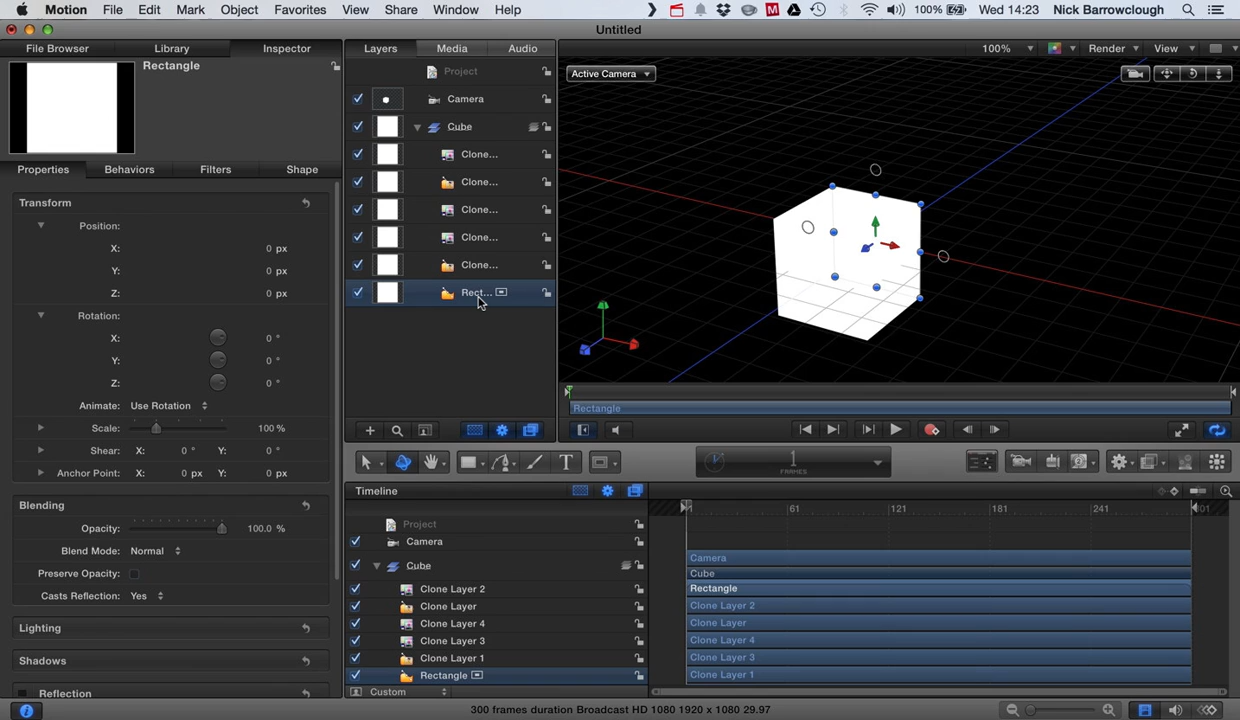 Motion File Edit Mark Object Favorites View Share Window Help 100% Wed 14:23 Nick Barrowclough
Untitled
File Browser Library Inspector Layers Media Audio 100% Render View
Rectangle
Project
Active Camera
Camera
Cube
Clone...
Properties Behaviors Filters Shape
Clone...
Transform
Clone...
Position:
X: 0 px
Clone...
Y: 0 px
Clone...
Z: 0 px
Rect...
Rotation:
X: 0 °
Y: 0 °
Z: 0 °
Animate: Use Rotation
Rectangle
Scale: 100 %
Shear: X: 0 ° Y: 0 °
Anchor Point: X: 0 px Y: 0 px
T
1
FRAMES
Timeline
Blending
Opacity: 100.0 %
Blend Mode: Normal
Preserve Opacity:
Casts Reflection: Yes
Lighting
Shadows
Reflection
1 61 121 181 241 301
Project
Camera
Cube
Clone Layer 2
Clone Layer
Clone Layer 4
Clone Layer 3
Clone Layer 1
Rectangle
Custom
Camera
Cube
Rectangle
Clone Layer 2
Clone Layer
Clone Layer 4
Clone Layer 3
Clone Layer 1
300 frames duration Broadcast HD 1080 1920 x 1080 29.97